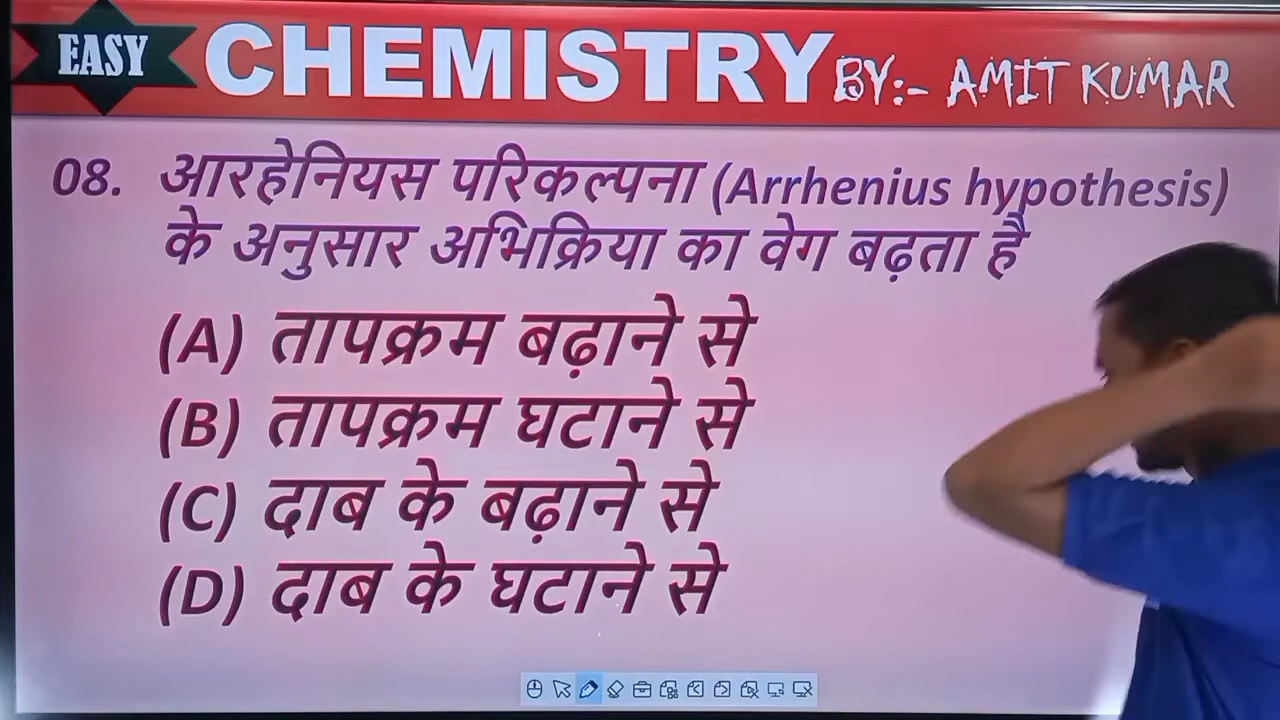 EASY CHEMISTRY BY:- AMIT KUMAR
08. आरहेनियस परिकल्पना (Arrhenius hypothesis)
के अनुसार अभिक्रिया का वेग बढ़ता है
(A) तापक्रम बढ़ाने से
(B) तापक्रम घटाने से
(C) दाब के बढ़ाने से
(D) दाब के घटाने से